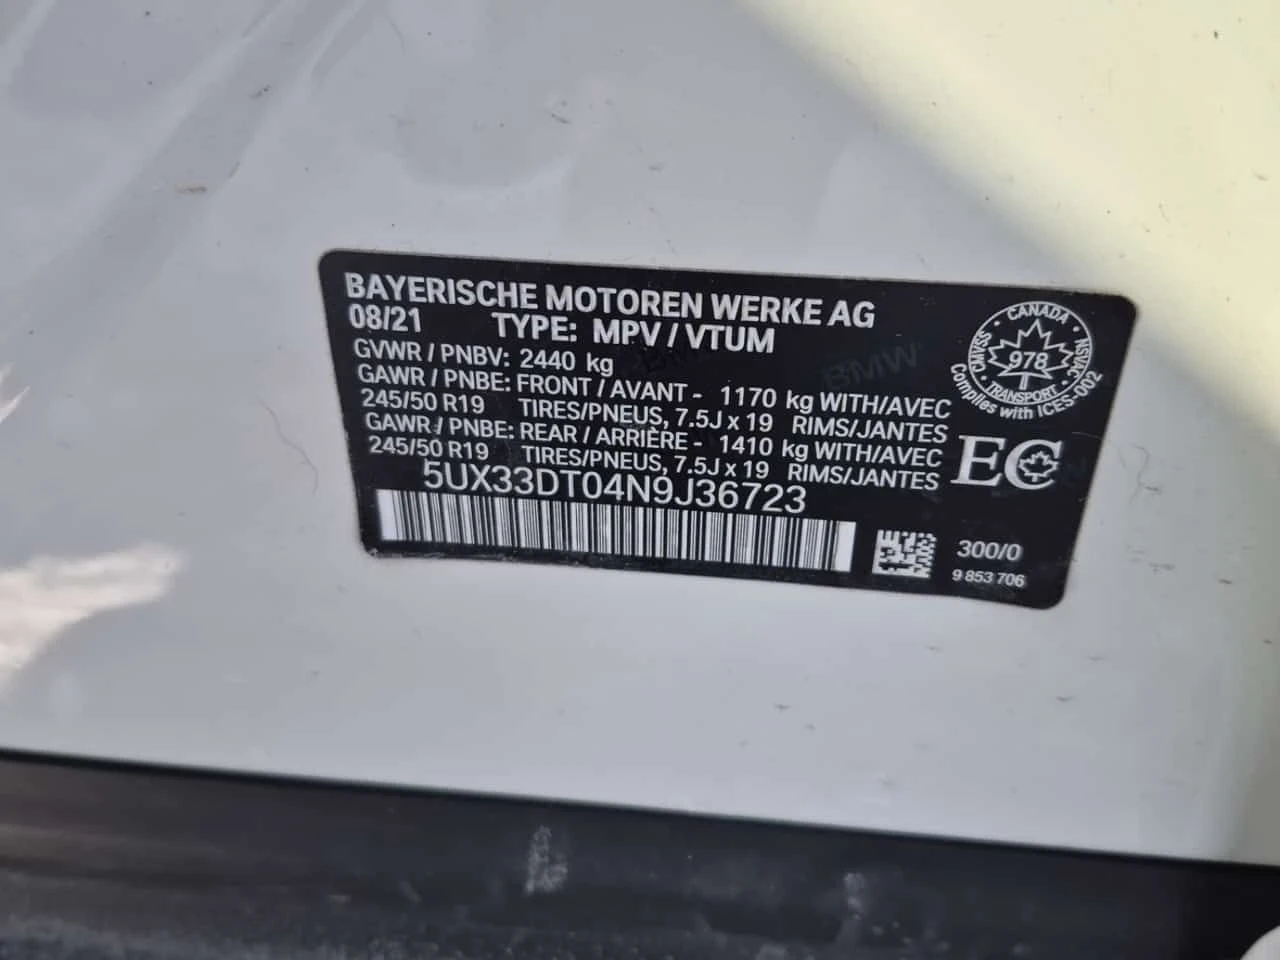 BAYERISCHE MOTOREN WERKE AG
08/21 TYPE: MPV / VTUM
GVWR / PNBV: 2440 kg
GAWR / PNBE: FRONT / AVANT - 1170 kg WITH/AVEC
245/50 R19 TIRES/PNEUS, 7.5J x 19 RIMS/JANTES
GAWR / PNBE: REAR / ARRIÈRE - 1410 kg WITH/AVEC
245/50 R19 TIRES/PNEUS, 7.5J x 19 RIMS/JANTES
5UX33DT04N9J36723
CANADA
CMVSS
NSVAC
978
TRANSPORT
Complies with ICES-002
EC
300/0
9 853 706
BMW